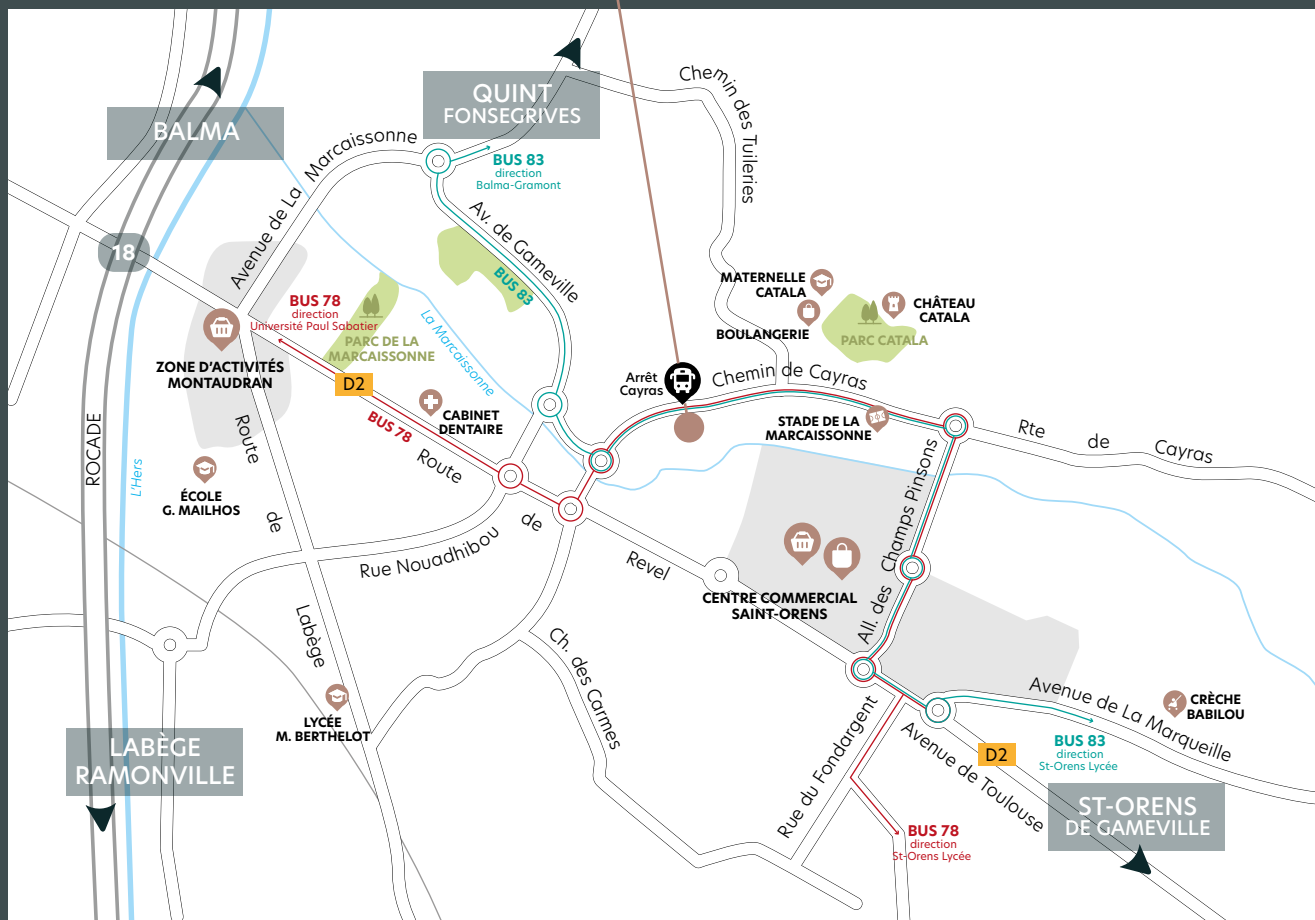 BALMA
QUINT
FONSEGRIVES
Chemin des Tuileries
Avenue de La Marcaissonne
BUS 83
direction
Balma-Gramont
Av. de Gameville
BUS 83
18
BUS 78
direction
Université Paul Sabatier
PARC DE LA
MARCAISSONNE
La Marcaissonne
MATERNELLE
CATALA
BOULANGERIE
CHÂTEAU
CATALA
PARC CATALA
ZONE D'ACTIVITÉS
MONTAUDRAN
D2
BUS 78
CABINET
DENTAIRE
Arrêt
Cayras
Chemin de Cayras
STADE DE LA
MARCAISSONNE
Rte de Cayras
ROCADE
L'Hers
ÉCOLE
G. MAILHOS
Route de Labège
Route de Revel
Rue Nouadhibou
All. des Champs Pinsons
CENTRE COMMERCIAL
SAINT-ORENS
LYCÉE
M. BERTHELOT
Ch. des Carmes
LABÈGE
RAMONVILLE
Rue du Fondargent
Avenue de Toulouse
D2
Avenue de La Marqueille
CRÈCHE
BABILOU
BUS 83
direction
St-Orens Lycée
BUS 78
direction
St-Orens Lycée
ST-ORENS
DE GAMEVILLE